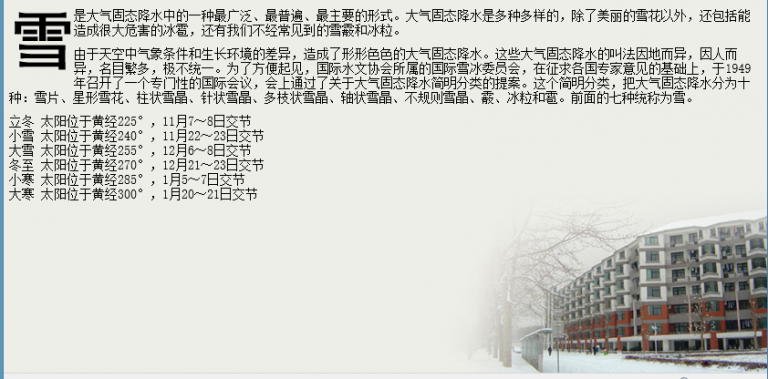 雪
是大气固态降水中的一种最广泛、最普遍、最主要的形式。大气固态降水是多种多样的，除了美丽的雪花以外，还包括能
造成很大危害的冰雹，还有我们不经常见到的雪霰和冰粒。
由于天空中气象条件和生长环境的差异，造成了形形色色的大气固态降水。这些大气固态降水的叫法因地而异，因人而
异，名目繁多，极不统一。为了方便起见，国际水文协会所属的国际雪冰委员会，在征求各国专家意见的基础上，于1949
年召开了一个专门性的国际会议，会上通过了关于大气固态降水简明分类的提案。这个简明分类，把大气固态降水分为十
种：雪片、星形雪花、柱状雪晶、针状雪晶、多枝状雪晶、轴状雪晶、不规则雪晶、霰、冰粒和雹。前面的七种统称为雪。
立冬 太阳位于黄经225°，11月7～8日交节
小雪 太阳位于黄经240°，11月22～23日交节
大雪 太阳位于黄经255°，12月6～8日交节
冬至 太阳位于黄经270°，12月21～23日交节
小寒 太阳位于黄经285°，1月5～7日交节
大寒 太阳位于黄经300°，1月20～21日交节